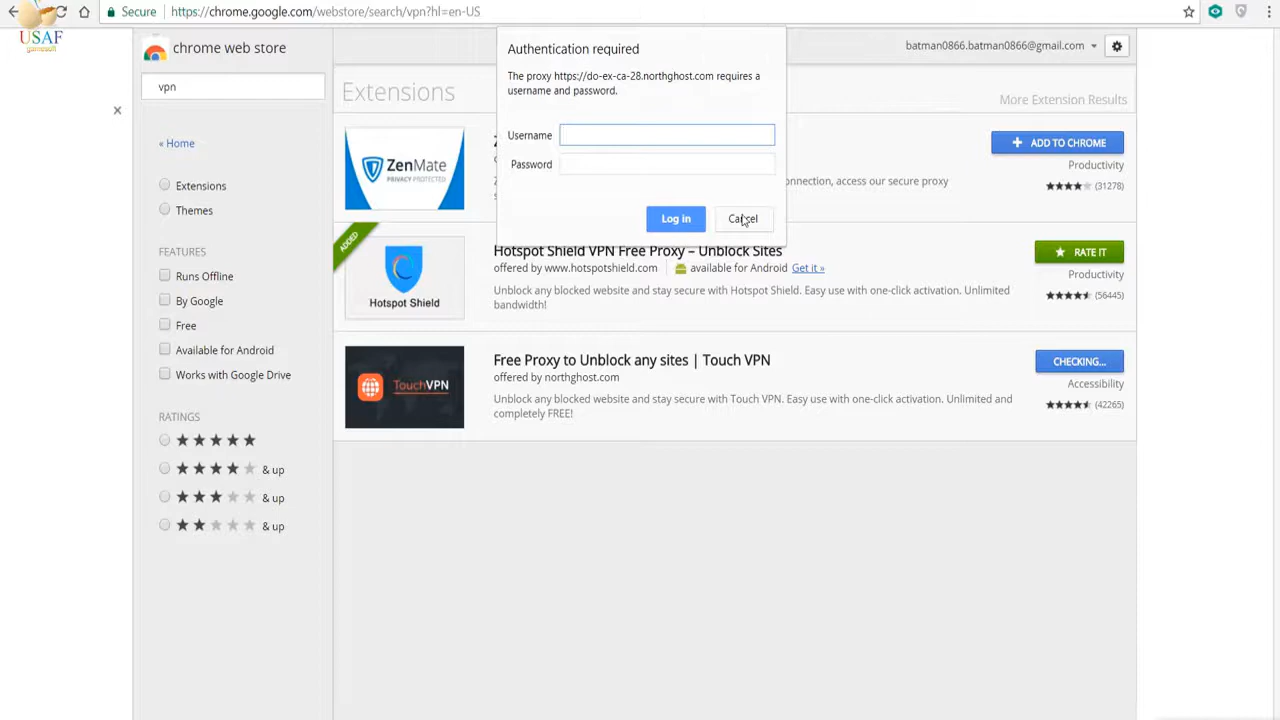 Secure https://chrome.google.com/webstore/search/vpn?hl=en-US
USAF
gamesoft
chrome web store
batman0866.batman0866@gmail.com
vpn
Extensions
More Extension Results
« Home
Extensions
Themes
FEATURES
Runs Offline
By Google
Free
Available for Android
Works with Google Drive
RATINGS
& up
& up
& up
Authentication required
The proxy https://do-ex-ca-28.northghost.com requires a
username and password.
Username
Password
Log in Cancel
ZenMate
PRIVACY PROTECTED
onnection, access our secure proxy
ADD TO CHROME
Productivity
(31278)
ADDED
Hotspot Shield
Hotspot Shield VPN Free Proxy – Unblock Sites
offered by www.hotspotshield.com available for Android Get it »
Unblock any blocked website and stay secure with Hotspot Shield. Easy use with one-click activation. Unlimited
bandwidth!
RATE IT
Productivity
(56445)
TouchVPN
Free Proxy to Unblock any sites | Touch VPN
offered by northghost.com
Unblock any blocked website and stay secure with Touch VPN. Easy use with one-click activation. Unlimited and
completely FREE!
CHECKING...
Accessibility
(42265)